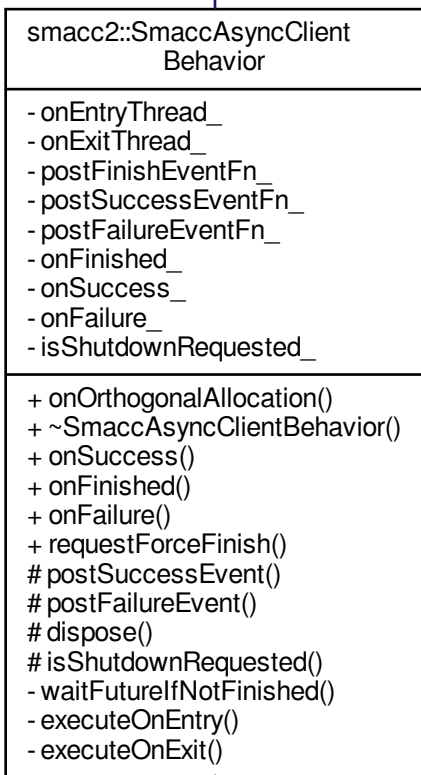 smacc2::SmaccAsyncClient
Behavior
- onEntryThread_
- onExitThread_
- postFinishEventFn_
- postSuccessEventFn_
- postFailureEventFn_
- onFinished_
- onSuccess_
- onFailure_
- isShutdownRequested_
+ onOrthogonalAllocation()
+ ~SmaccAsyncClientBehavior()
+ onSuccess()
+ onFinished()
+ onFailure()
+ requestForceFinish()
# postSuccessEvent()
# postFailureEvent()
# dispose()
# isShutdownRequested()
- waitFutureIfNotFinished()
- executeOnEntry()
- executeOnExit()